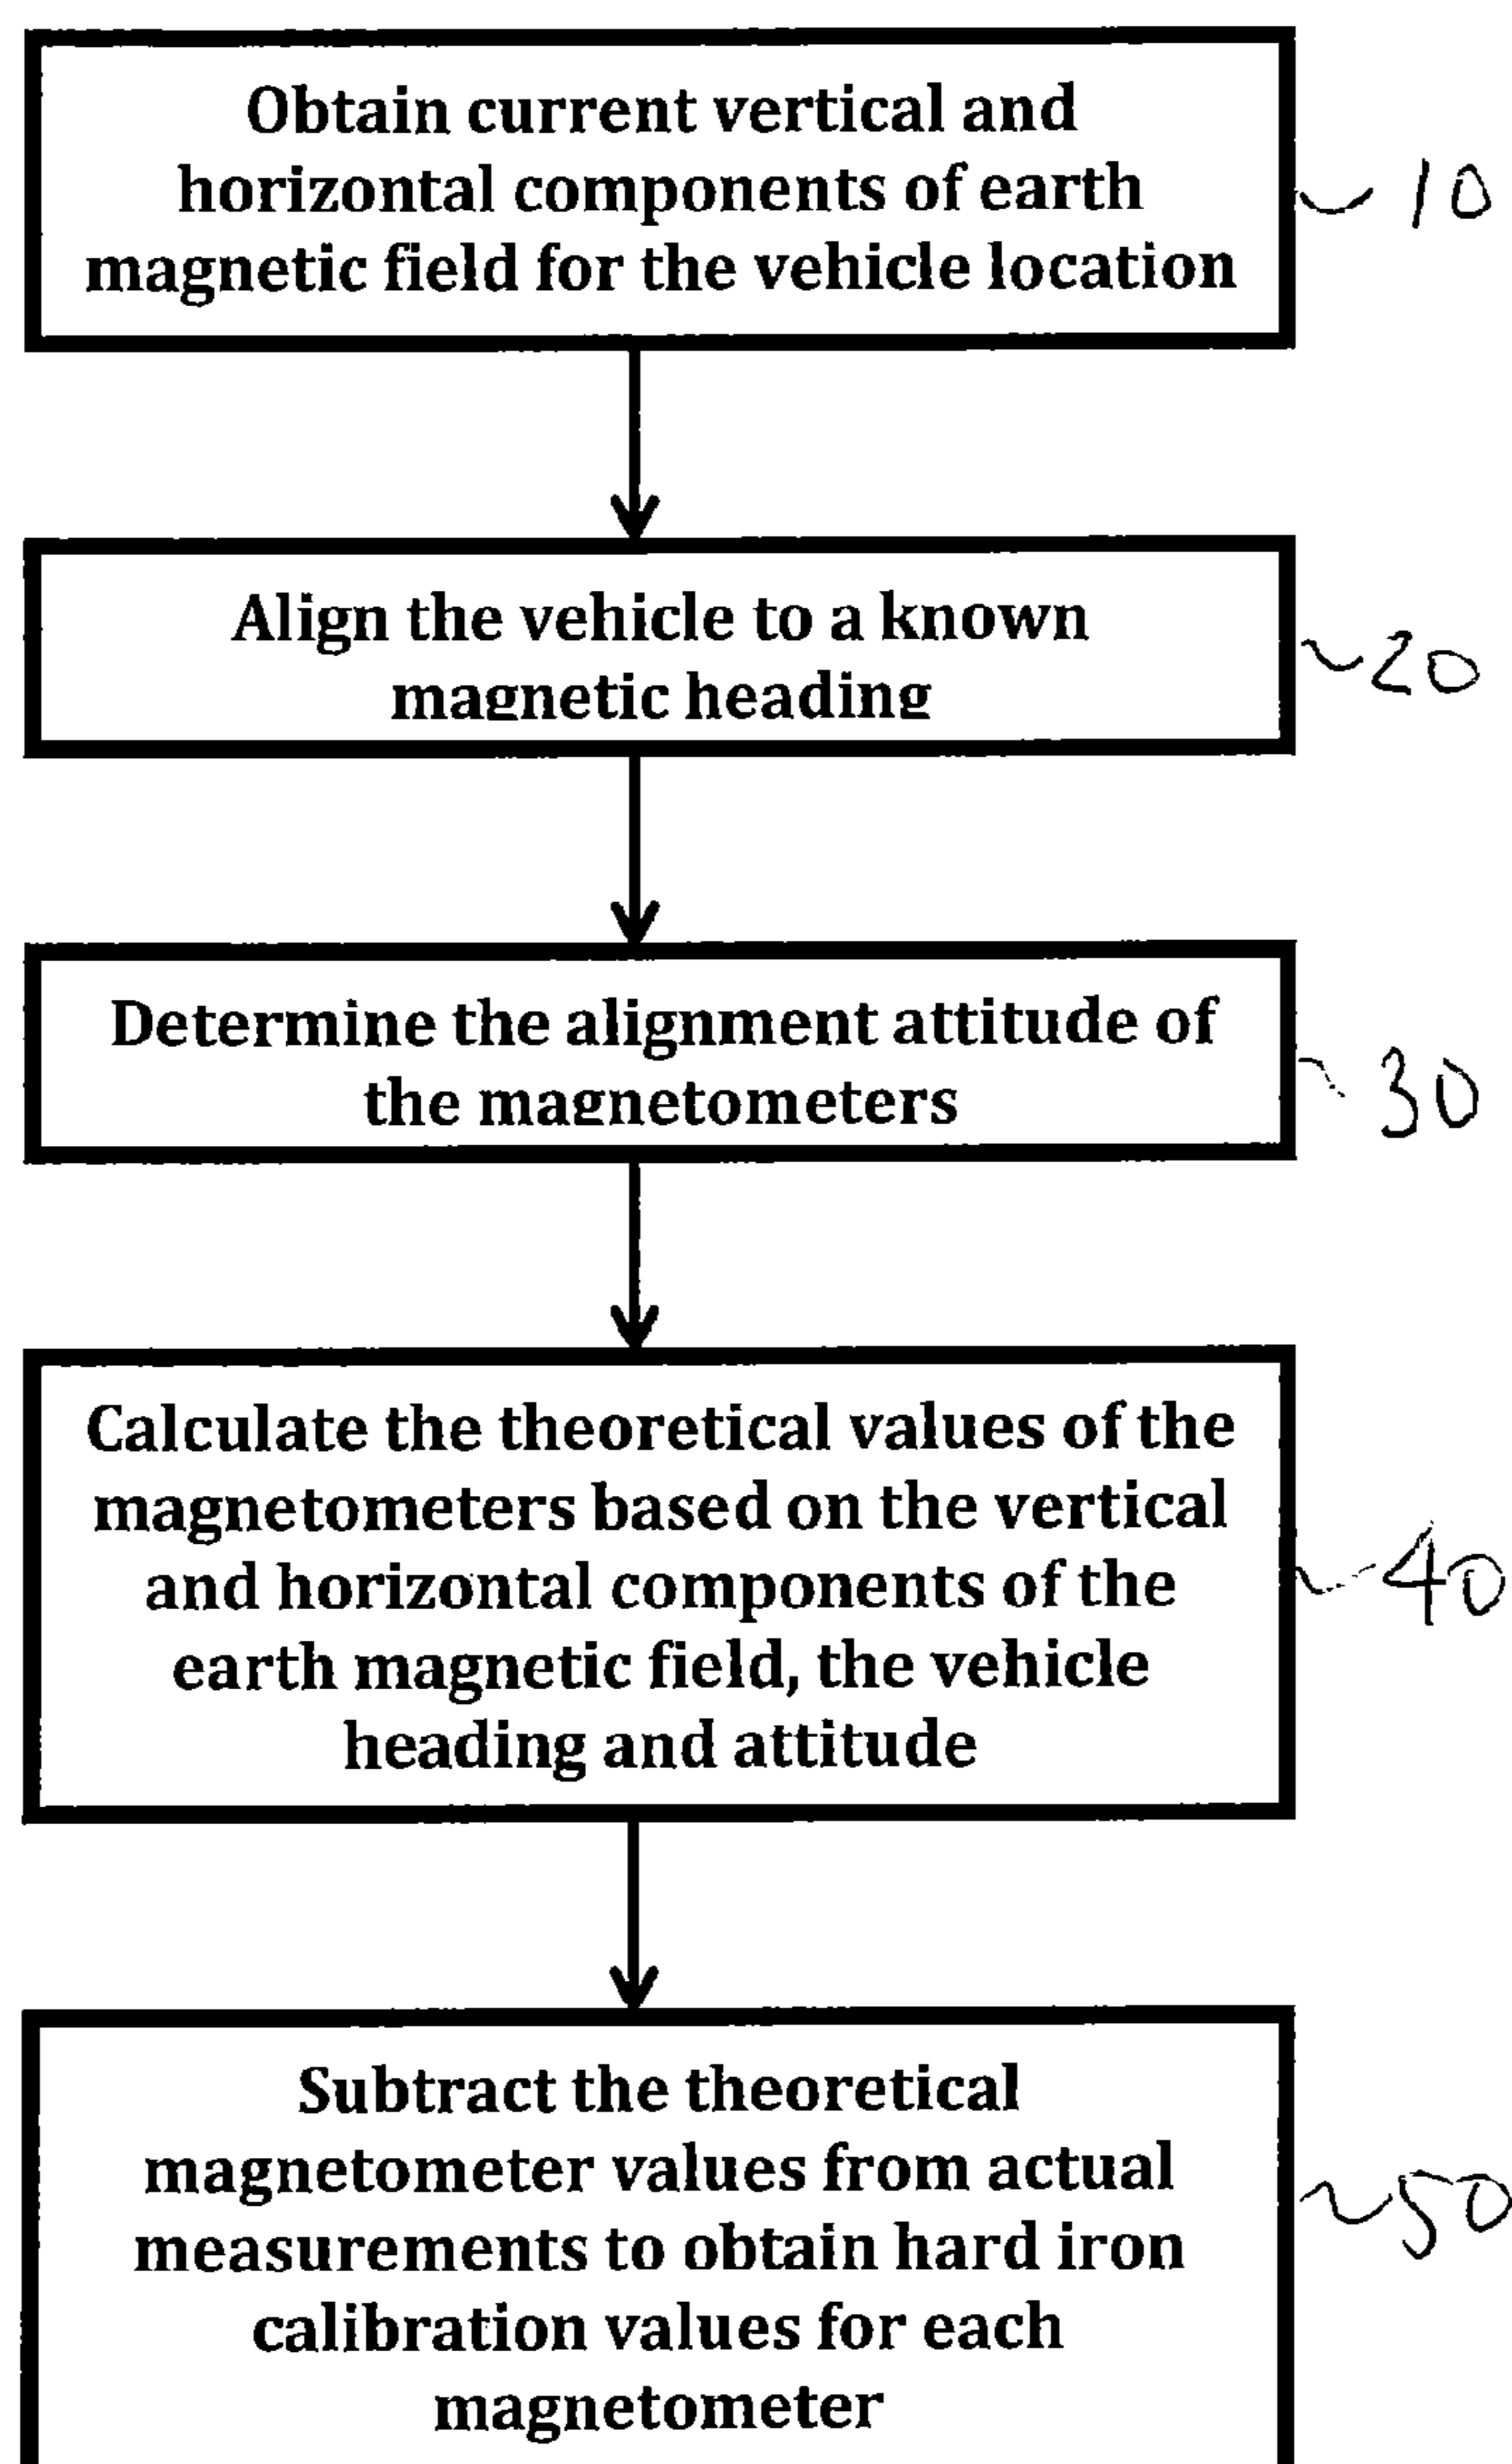 Obtain current vertical and
horizontal components of earth
magnetic field for the vehicle location
10
Align the vehicle to a known
magnetic heading
20
Determine the alignment attitude of
the magnetometers
30
Calculate the theoretical values of the
magnetometers based on the vertical
and horizontal components of the
earth magnetic field, the vehicle
heading and attitude
40
Subtract the theoretical
magnetometer values from actual
measurements to obtain hard iron
calibration values for each
magnetometer
50